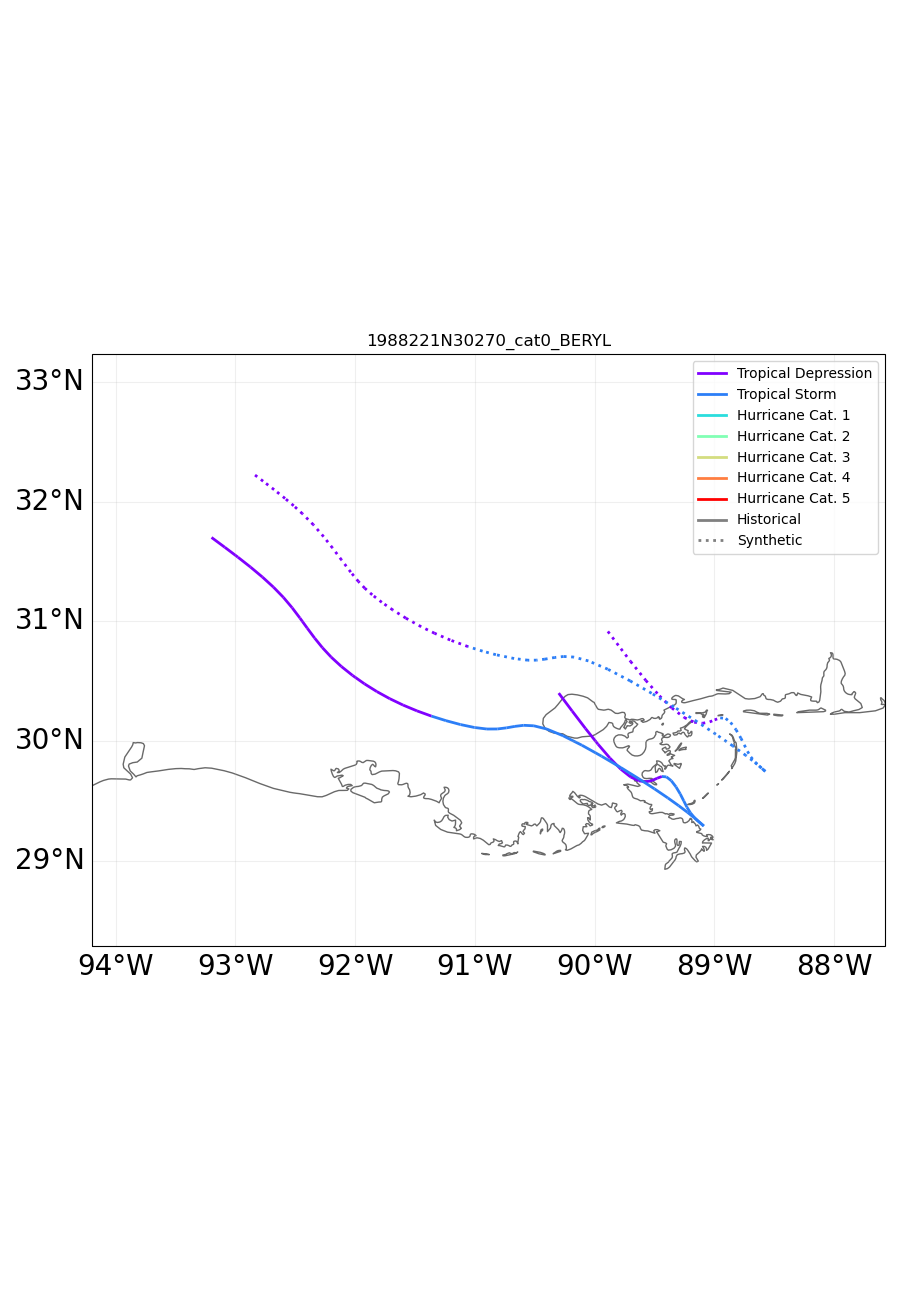 1988221N30270_cat0_BERYL
33°N
32°N
31°N
30°N
29°N
Tropical Depression
Tropical Storm
Hurricane Cat. 1
Hurricane Cat. 2
Hurricane Cat. 3
Hurricane Cat. 4
Hurricane Cat. 5
Historical
Synthetic
94°W 93°W 92°W 91°W 90°W 89°W 88°W